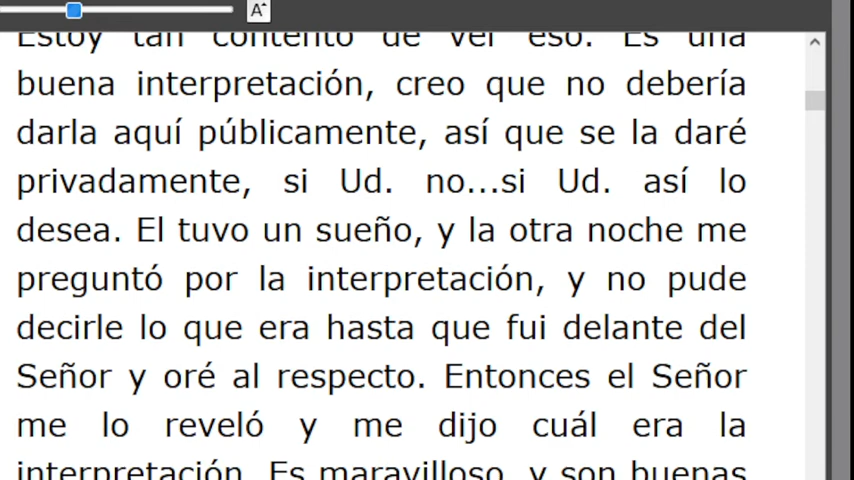 A
Estoy tan contento de ver eso. Es una
buena interpretación, creo que no debería
darla aquí públicamente, así que se la daré
privadamente, si Ud. no...si Ud. así lo
desea. El tuvo un sueño, y la otra noche me
preguntó por la interpretación, y no pude
decirle lo que era hasta que fui delante del
Señor y oré al respecto. Entonces el Señor
me lo reveló y me dijo cuál era la
interpretación. Es maravilloso, y son buenas